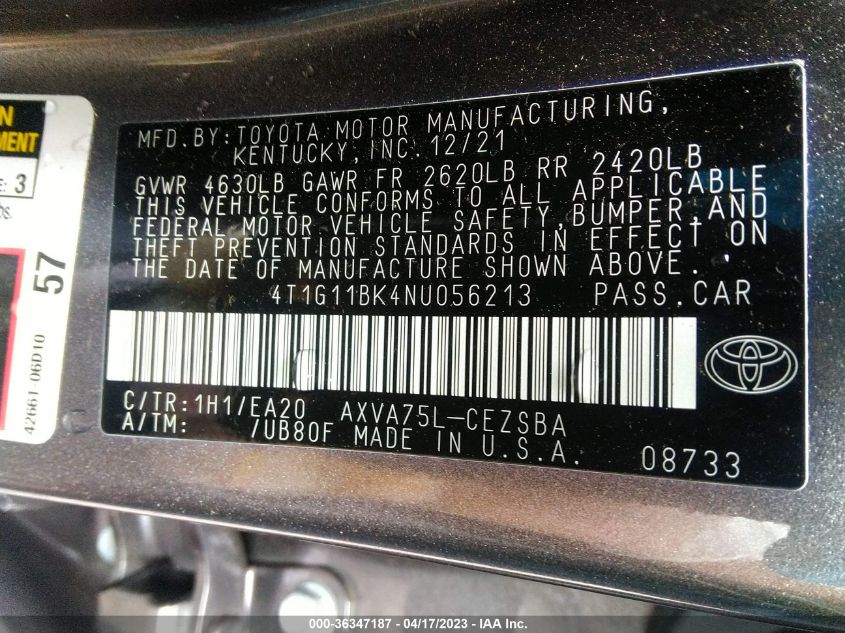 MFD.BY:TOYOTA MOTOR MANUFACTURING,
KENTUCKY,INC.12/21
GVWR 4630LB GAWR FR 2620LB RR 2420LB
THIS VEHICLE CONFORMS TO ALL APPLICABLE
FEDERAL MOTOR VEHICLE SAFETY,BUMPER,AND
THEFT PREVENTION STANDARDS IN EFFECT ON
THE DATE OF MANUFACTURE SHOWN ABOVE.
4T1G11BK4NU056213 PASS.CAR
C/TR:1H1/EA20 AXVA75L-CEZSBA
A/TM: /UB80F MADE IN U.S.A. 08733
57
42661-06D10
3
000-36347187 - 04/17/2023 - IAA Inc.